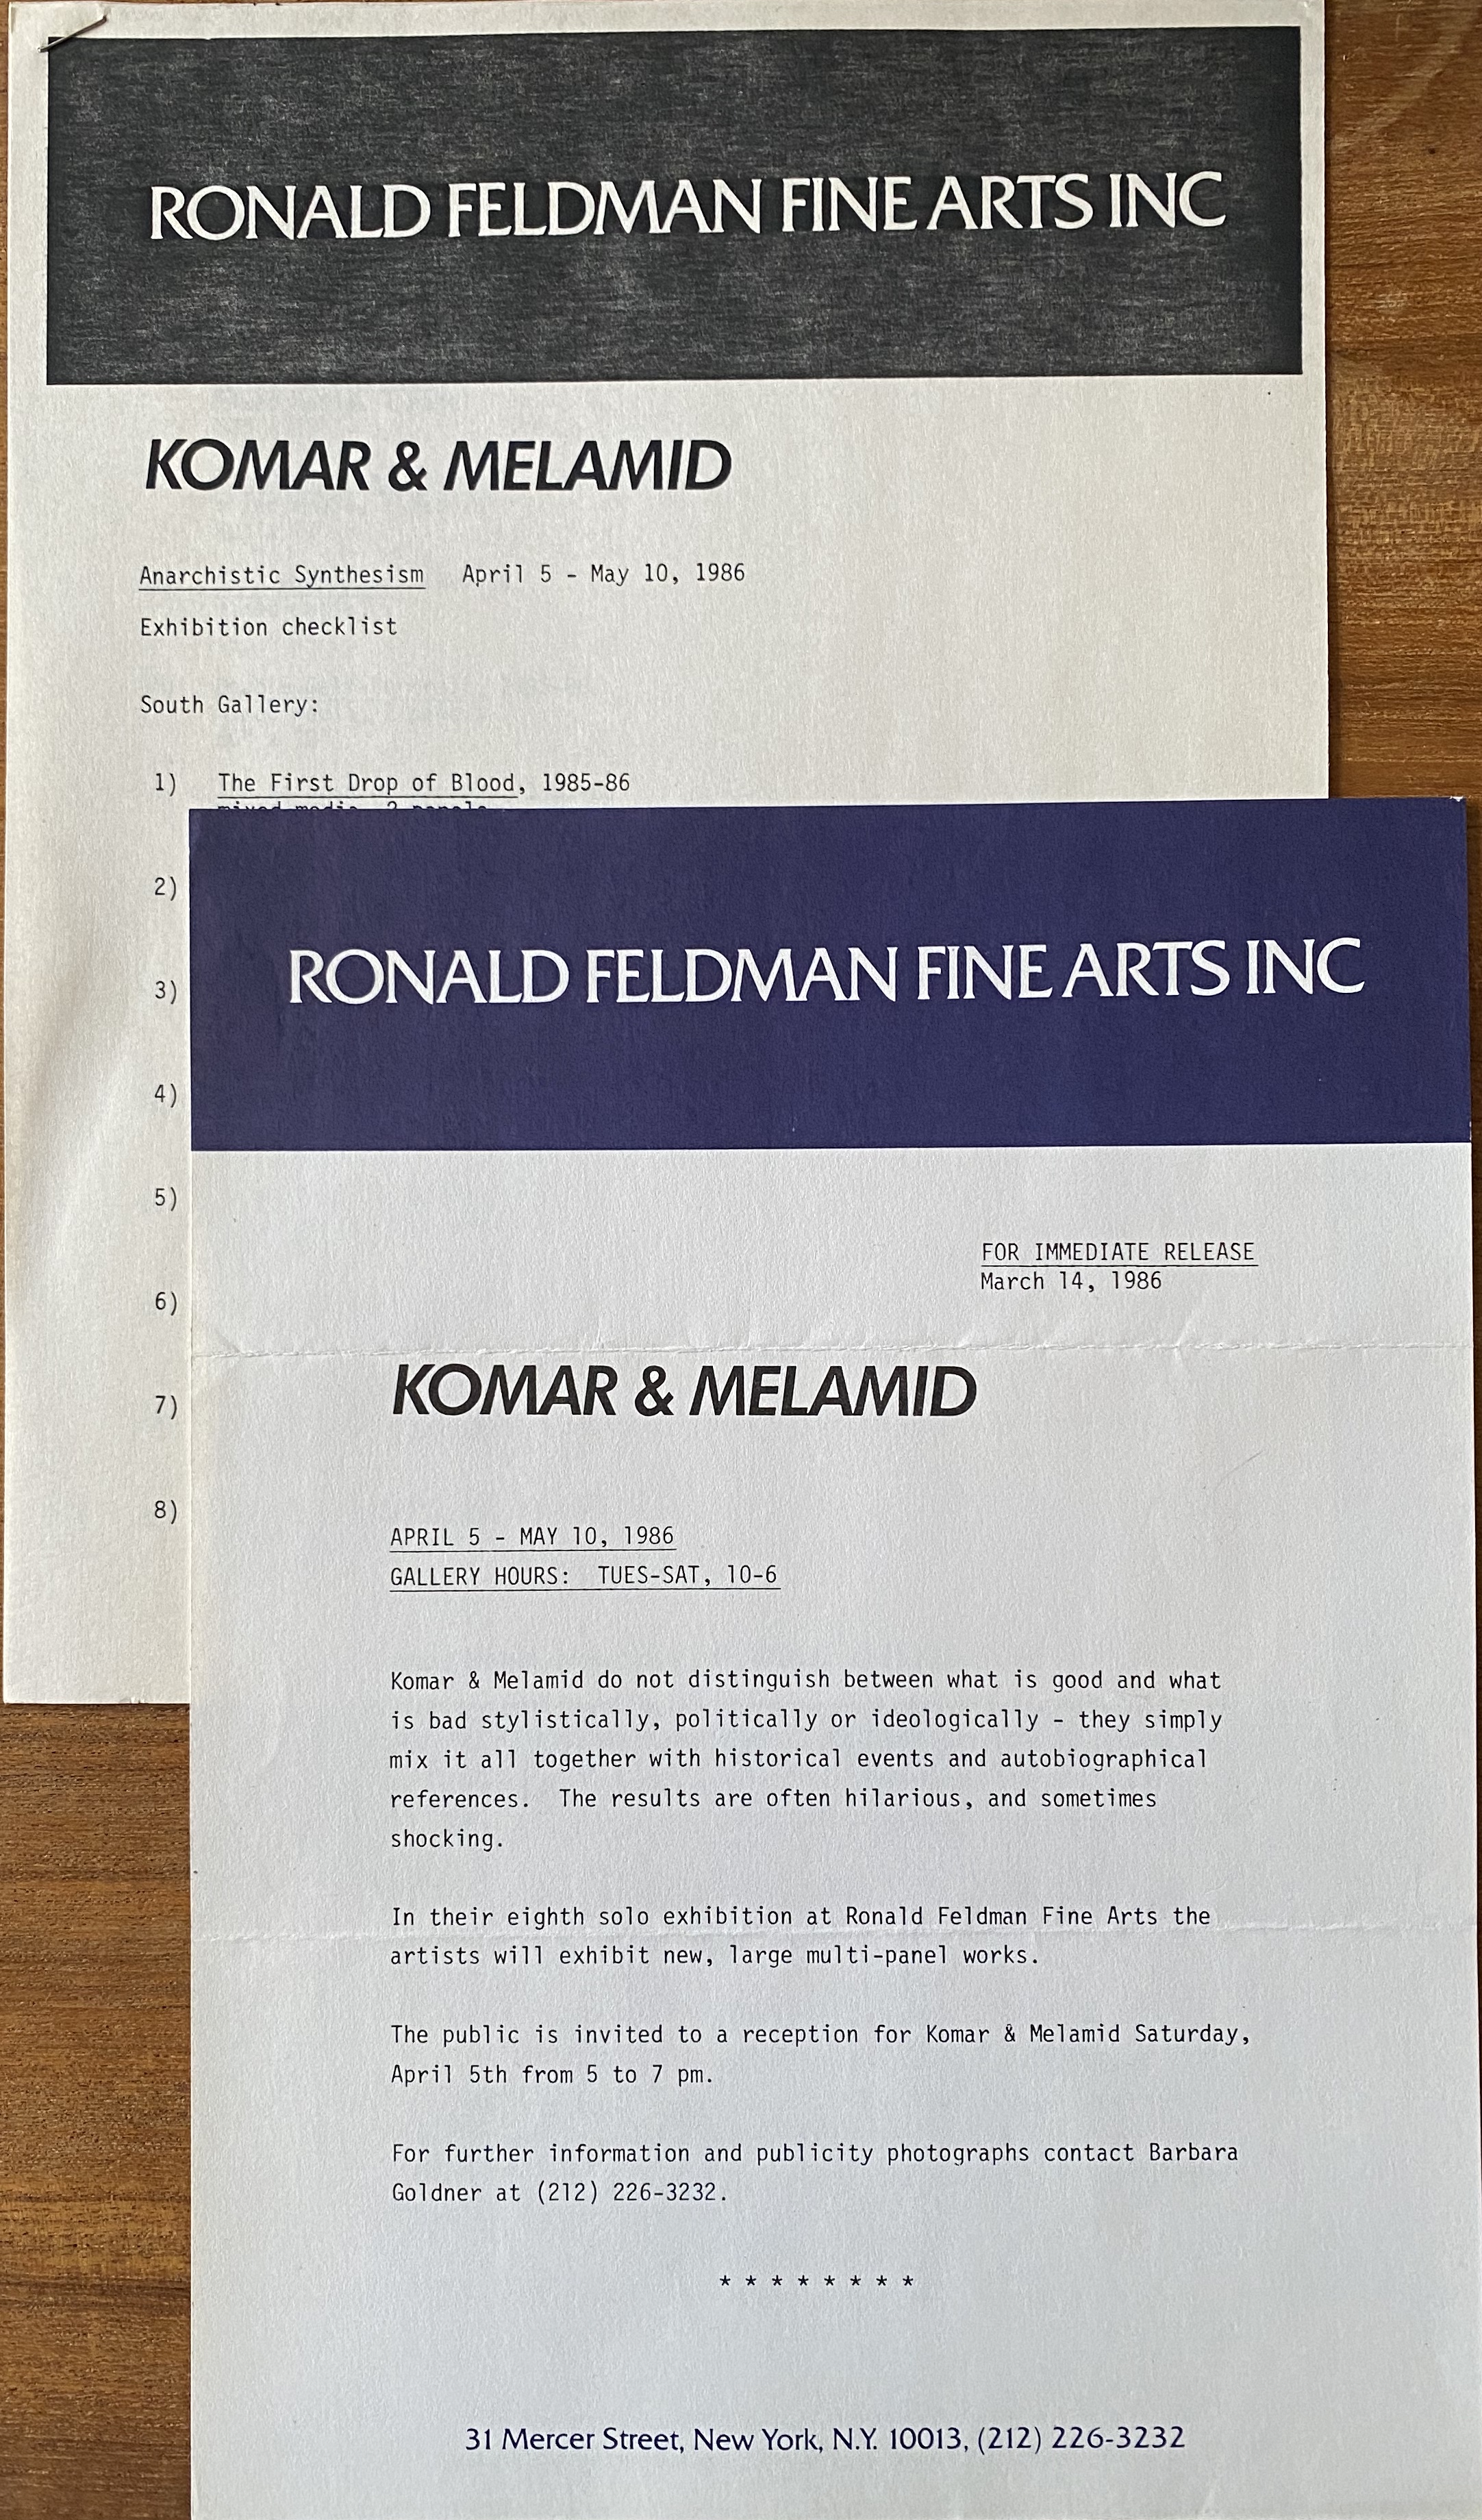 RONALD FELDMAN FINE ARTS INC
KOMAR & MELAMID
Anarchistic Synthesism   April 5 - May 10, 1986
Exhibition checklist
South Gallery:
1)   The First Drop of Blood, 1985-86
mixed media, 2 panels
2)
3)
4)
5)
6)
7)
8)
RONALD FELDMAN FINE ARTS INC
FOR IMMEDIATE RELEASE
March 14, 1986
KOMAR & MELAMID
APRIL 5 - MAY 10, 1986
GALLERY HOURS:  TUES-SAT, 10-6
Komar & Melamid do not distinguish between what is good and what
is bad stylistically, politically or ideologically - they simply
mix it all together with historical events and autobiographical
references.  The results are often hilarious, and sometimes
shocking.
In their eighth solo exhibition at Ronald Feldman Fine Arts the
artists will exhibit new, large multi-panel works.
The public is invited to a reception for Komar & Melamid Saturday,
April 5th from 5 to 7 pm.
For further information and publicity photographs contact Barbara
Goldner at (212) 226-3232.
* * * * * * * *
31 Mercer Street, New York, N.Y. 10013, (212) 226-3232